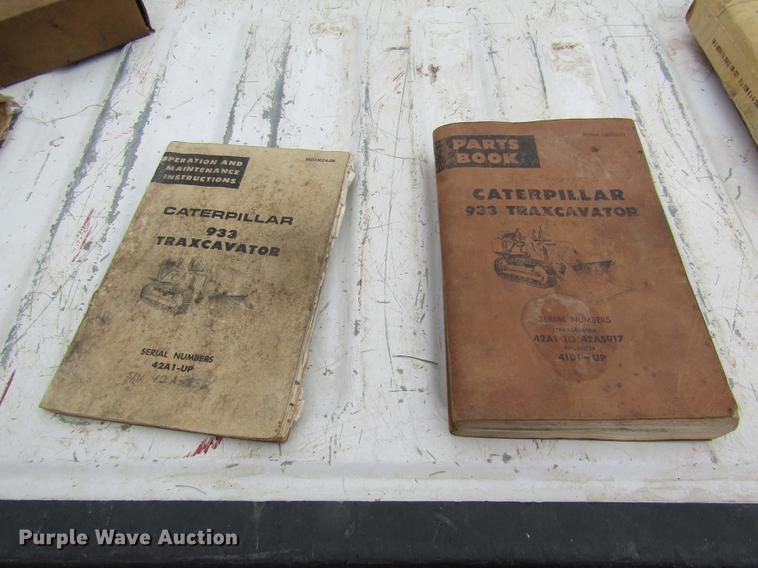 OPERATION AND
MAINTENANCE
INSTRUCTIONS
CATERPILLAR
933
TRAXCAVATOR
SERIAL NUMBERS
42A1-UP
PARTS
BOOK
CATERPILLAR
933 TRAXCAVATOR
SERIAL NUMBERS
TRAXCAVATOR
42A1 TO 42A5917
41D1-UP
Purple Wave Auction